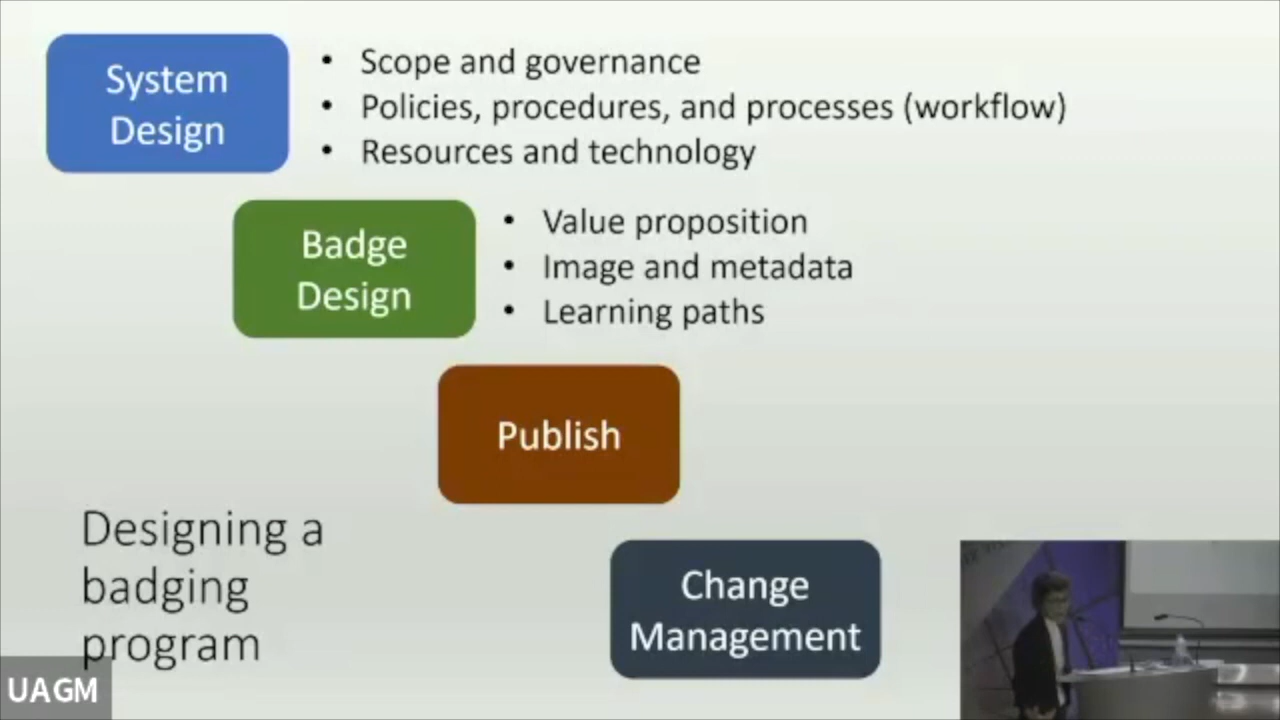 System
Design
• Scope and governance
• Policies, procedures, and processes (workflow)
• Resources and technology
Badge
Design
• Value proposition
• Image and metadata
• Learning paths
Publish
Designing a
badging
program
Change
Management
UAGM